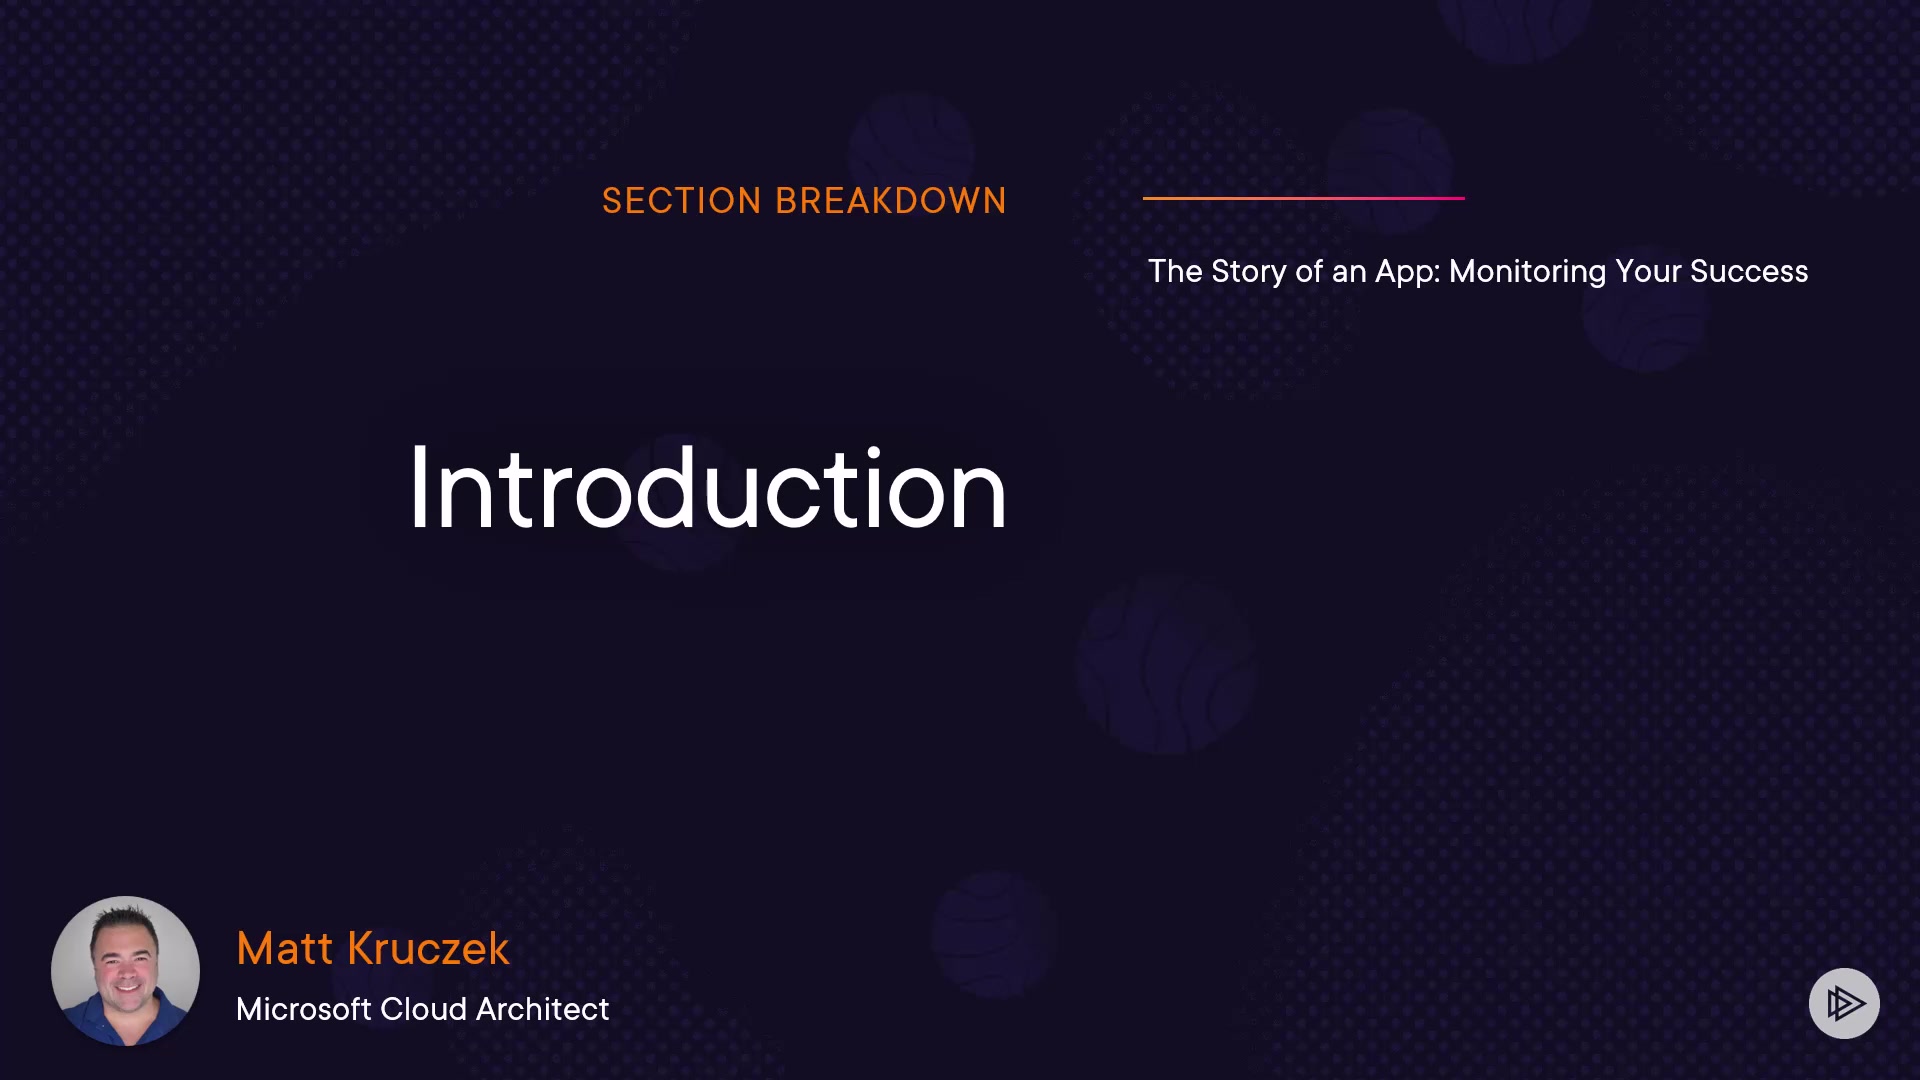 SECTION BREAKDOWN
The Story of an App: Monitoring Your Success
Introduction
Matt Kruczek
Microsoft Cloud Architect